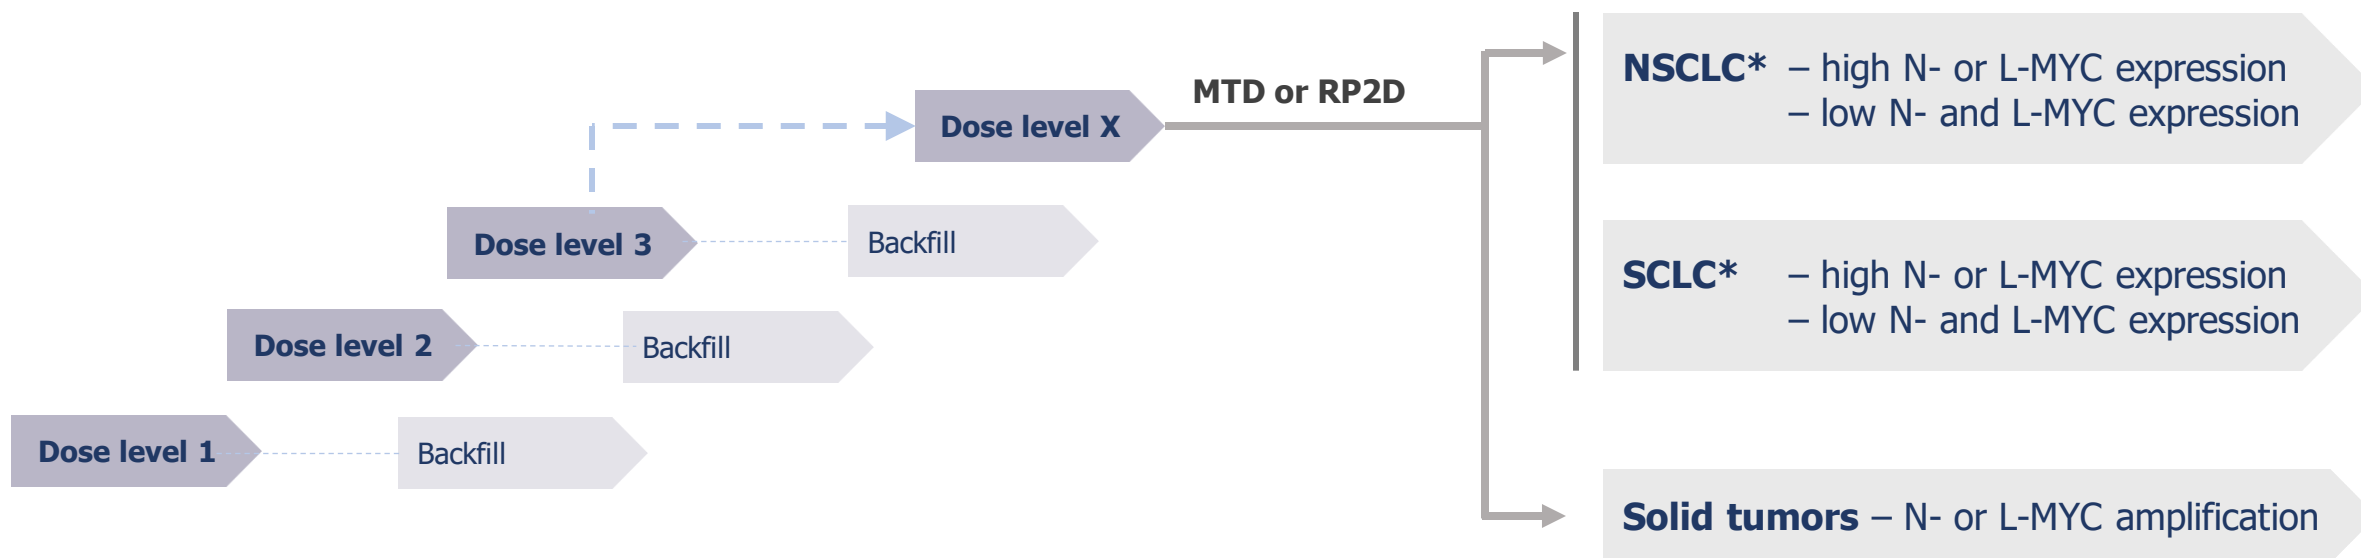 NSCLC* – high N- or L-MYC expression
– low N- and L-MYC expression
MTD or RP2D
Dose level X
Dose level 3
Backfill
SCLC* – high N- or L-MYC expression
– low N- and L-MYC expression
Dose level 2
Backfill
Dose level 1
Backfill
Solid tumors – N- or L-MYC amplification